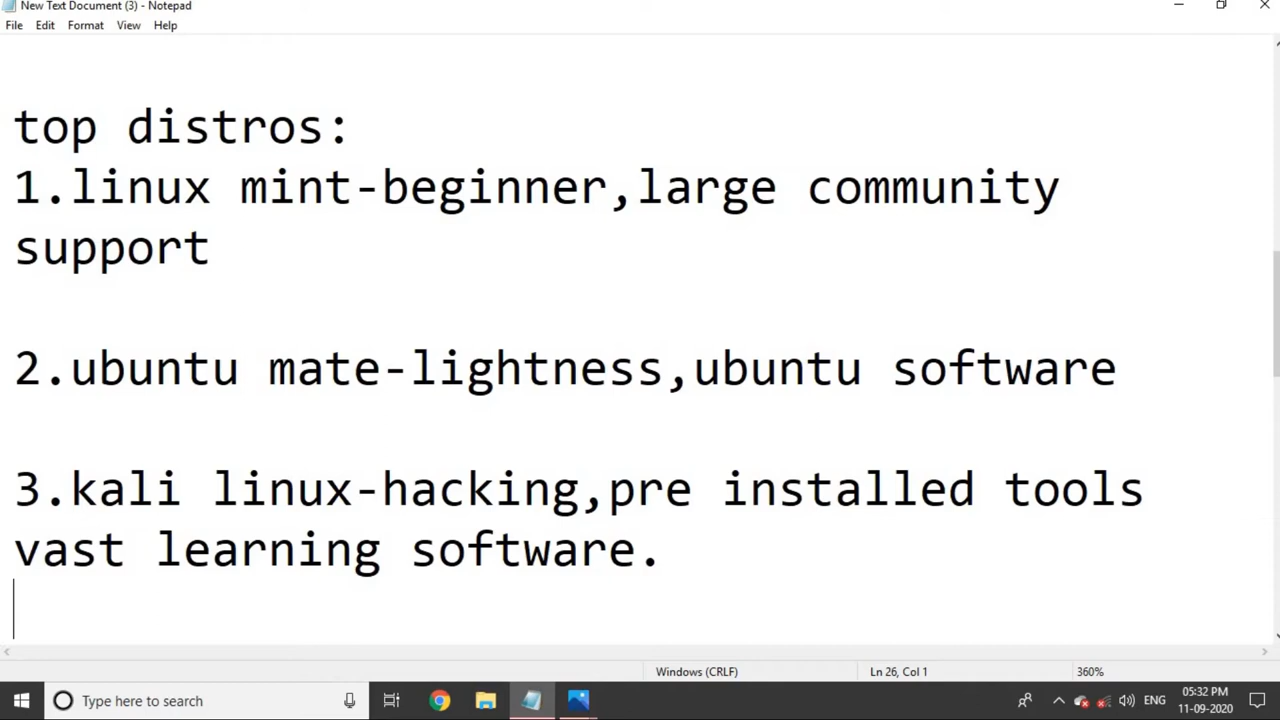 New Text Document (3) - Notepad
File Edit Format View Help
top distros:
1.linux mint-beginner,large community
support
2.ubuntu mate-lightness,ubuntu software
3.kali linux-hacking,pre installed tools
vast learning software.
Windows (CRLF) Ln 26, Col 1 360%
Type here to search ENG 05:32 PM
11-09-2020